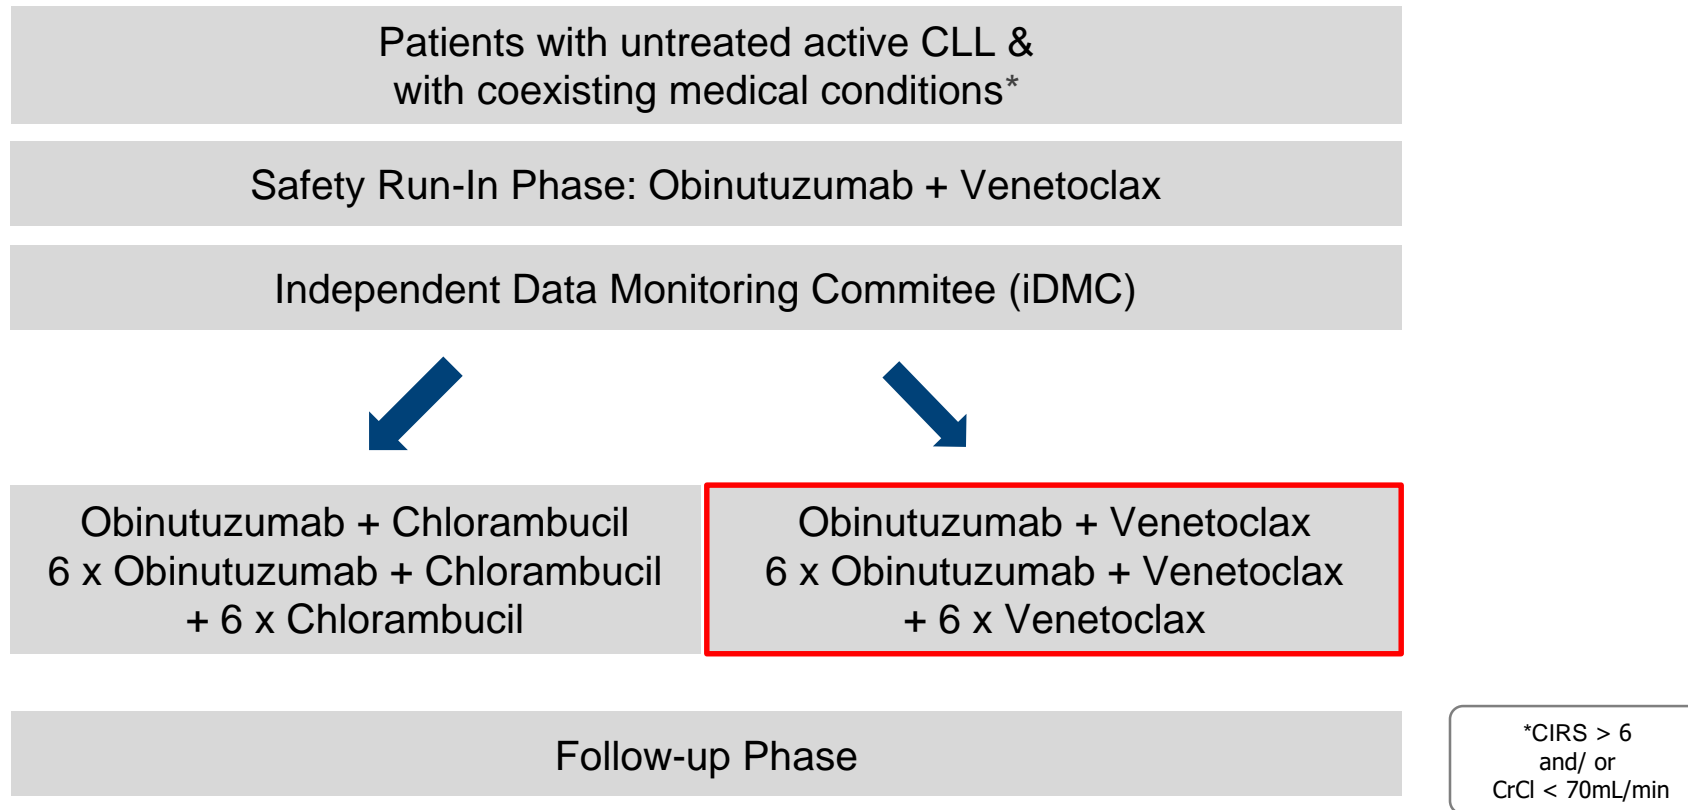 Patients with untreated active CLL &
with coexisting medical conditions*
Safety Run-In Phase: Obinutuzumab + Venetoclax
Independent Data Monitoring Commitee (iDMC)
Obinutuzumab + Chlorambucil
6 x Obinutuzumab + Chlorambucil
+ 6 x Chlorambucil
Obinutuzumab + Venetoclax
6 x Obinutuzumab + Venetoclax
+ 6 x Venetoclax
Follow-up Phase
*CIRS > 6
and/ or
CrCl < 70mL/min